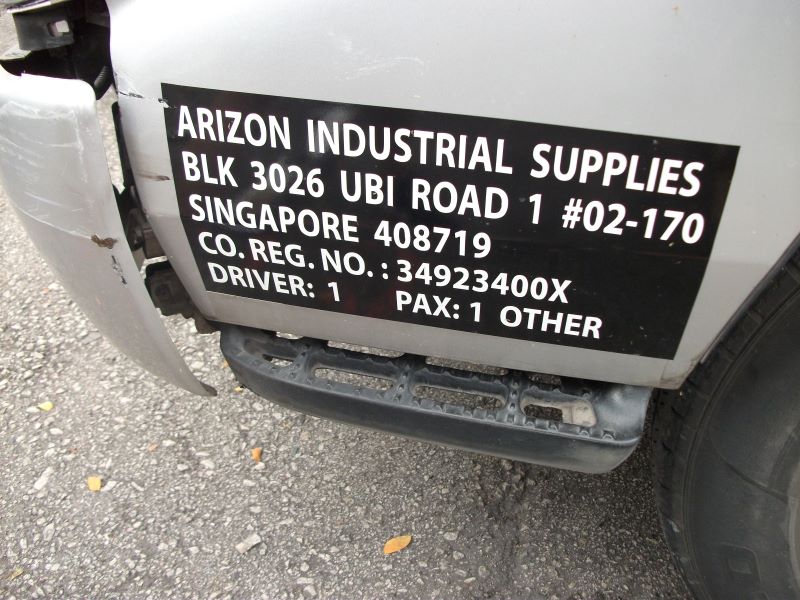 ARIZON INDUSTRIAL SUPPLIES
BLK 3026 UBI ROAD 1 #02-170
SINGAPORE 408719
CO. REG. NO. : 34923400X
DRIVER: 1 PAX: 1 OTHER